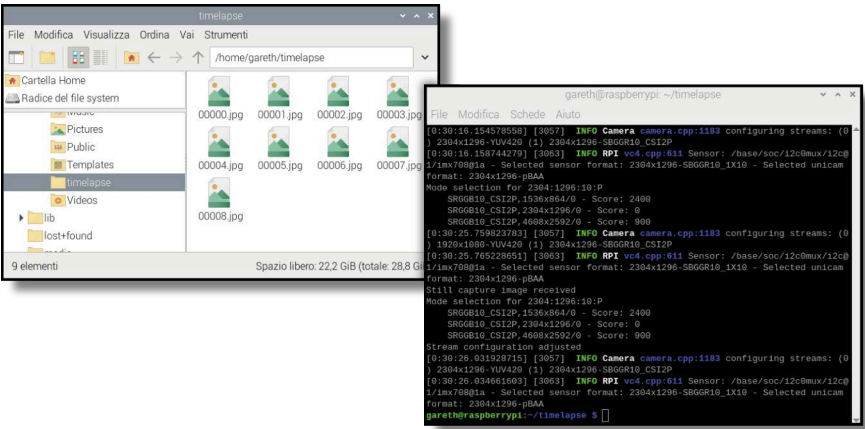 timelapse
File Modifica Visualizza Ordina Vai Strumenti
/home/gareth/timelapse
Cartella Home
Radice del file system
Music
Pictures
Public
Templates
timelapse
Videos
lib
lost+found
media
00000.jpg 00001.jpg 00002.jpg 00003.jpg
00004.jpg 00005.jpg 00006.jpg 00007.jpg
00008.jpg
9 elementi Spazio libero: 22,2 GiB (totale: 28,8 Gi
gareth@raspberrypi: ~/timelapse
File Modifica Schede Aiuto
[0:30:16.154578558] [3057] INFO Camera camera.cpp:1183 configuring streams: (0
) 2304x1296-YUV420 (1) 2304x1296-SBGGR10_CSI2P
[0:30:16.158744279] [3063] INFO RPI vc4.cpp:611 Sensor: /base/soc/i2c0mux/i2c@
1/imx708@1a - Selected sensor format: 2304x1296-SBGGR10_1X10 - Selected unicam
format: 2304x1296-pBAA
Mode selection for 2304:1296:10:P
SRGGB10_CSI2P,1536x864/0 - Score: 2400
SRGGB10_CSI2P,2304x1296/0 - Score: 0
SRGGB10_CSI2P,4608x2592/0 - Score: 900
[0:30:25.759823783] [3057] INFO Camera camera.cpp:1183 configuring streams: (0
) 1920x1080-YUV420 (1) 2304x1296-SBGGR10_CSI2P
[0:30:25.765228651] [3063] INFO RPI vc4.cpp:611 Sensor: /base/soc/i2c0mux/i2c@
1/imx708@1a - Selected sensor format: 2304x1296-SBGGR10_1X10 - Selected unicam
format: 2304x1296-pBAA
Still capture image received
Mode selection for 2304:1296:10:P
SRGGB10_CSI2P,1536x864/0 - Score: 2400
SRGGB10_CSI2P,2304x1296/0 - Score: 0
SRGGB10_CSI2P,4608x2592/0 - Score: 900
Stream configuration adjusted
[0:30:26.031928715] [3057] INFO Camera camera.cpp:1183 configuring streams: (0
) 2304x1296-YUV420 (1) 2304x1296-SBGGR10_CSI2P
[0:30:26.034661603] [3063] INFO RPI vc4.cpp:611 Sensor: /base/soc/i2c0mux/i2c@
1/imx708@1a - Selected sensor format: 2304x1296-SBGGR10_1X10 - Selected unicam
format: 2304x1296-pBAA
gareth@raspberrypi:~/timelapse $